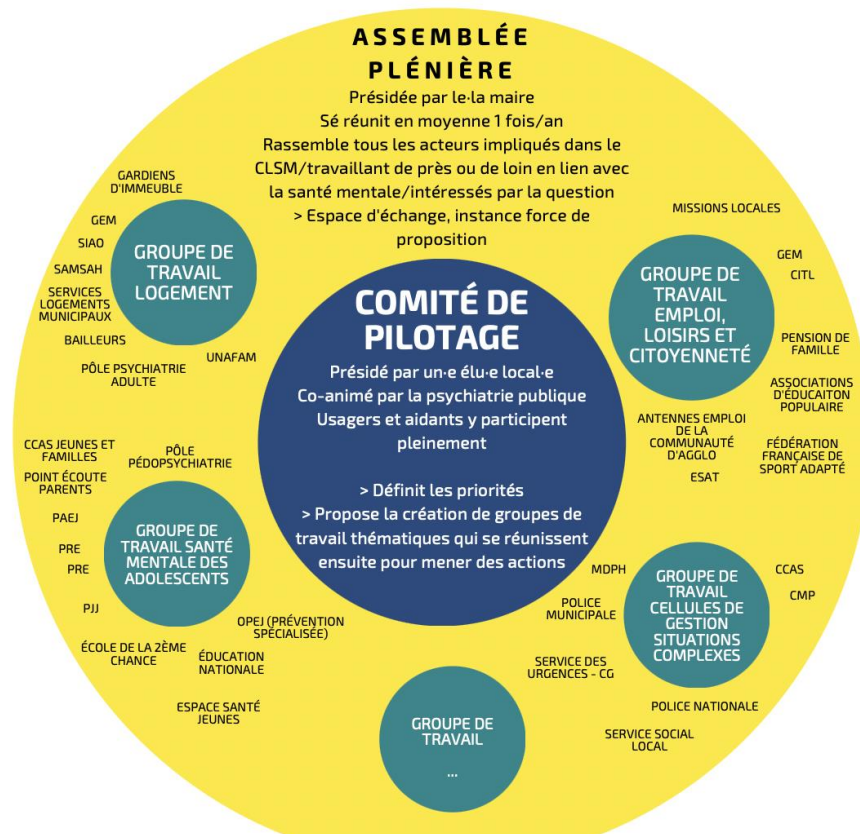 ASSEMBLÉE
PLÉNIÈRE
Présidée par le·la maire
Sé réunit en moyenne 1 fois/an
Rassemble tous les acteurs impliqués dans le
CLSM/travaillant de près ou de loin en lien avec
la santé mentale/intéressés par la question
> Espace d'échange, instance force de
proposition
GARDIENS
D'IMMEUBLE
GEM
SIAO
SAMSAH
SERVICES
LOGEMENTS
MUNICIPAUX
BAILLEURS
PÔLE PSYCHIATRIE
ADULTE
UNAFAM
GROUPE DE
TRAVAIL
LOGEMENT
MISSIONS LOCALES
GEM
CITL
PENSION DE
FAMILLE
ASSOCIATIONS
D'ÉDUCAITON
POPULAIRE
FÉDÉRATION
FRANÇAISE DE
SPORT ADAPTÉ
ANTENNES EMPLOI
DE LA
COMMUNAUTÉ
D'AGGLO
ESAT
GROUPE DE
TRAVAIL
EMPLOI,
LOISIRS ET
CITOYENNETÉ
COMITÉ DE
PILOTAGE
Présidé par un·e élu·e local·e
Co-animé par la psychiatrie publique
Usagers et aidants y participent
pleinement
> Définit les priorités
> Propose la création de groupes de
travail thématiques qui se réunissent
ensuite pour mener des actions
CCAS JEUNES ET
FAMILLES
PÔLE
PÉDOPSYCHIATRIE
POINT ÉCOUTE
PARENTS
PAEJ
PRE
PRE
PJJ
ÉCOLE DE LA 2ÈME
CHANCE
OPEJ (PRÉVENTION
SPÉCIALISÉE)
ÉDUCATION
NATIONALE
ESPACE SANTÉ
JEUNES
GROUPE DE
TRAVAIL SANTÉ
MENTALE DES
ADOLESCENTS
MDPH
POLICE
MUNICIPALE
SERVICE DES
URGENCES - CG
CCAS
CMP
POLICE NATIONALE
SERVICE SOCIAL
LOCAL
GROUPE DE
TRAVAIL
CELLULES DE
GESTION
SITUATIONS
COMPLEXES
GROUPE DE
TRAVAIL
...